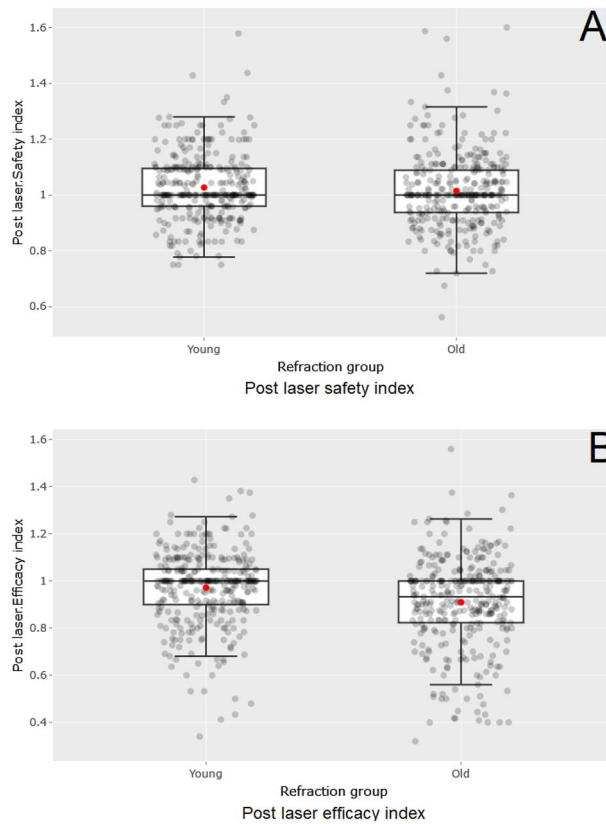 A
1.6
1.4
1.2
1
0.8
0.6
Post laser.Safety index
Young
Old
Refraction group
Post laser safety index
B
1.6
1.4
1.2
1
0.8
0.6
0.4
Post laser.Efficacy index
Young
Old
Refraction group
Post laser efficacy index